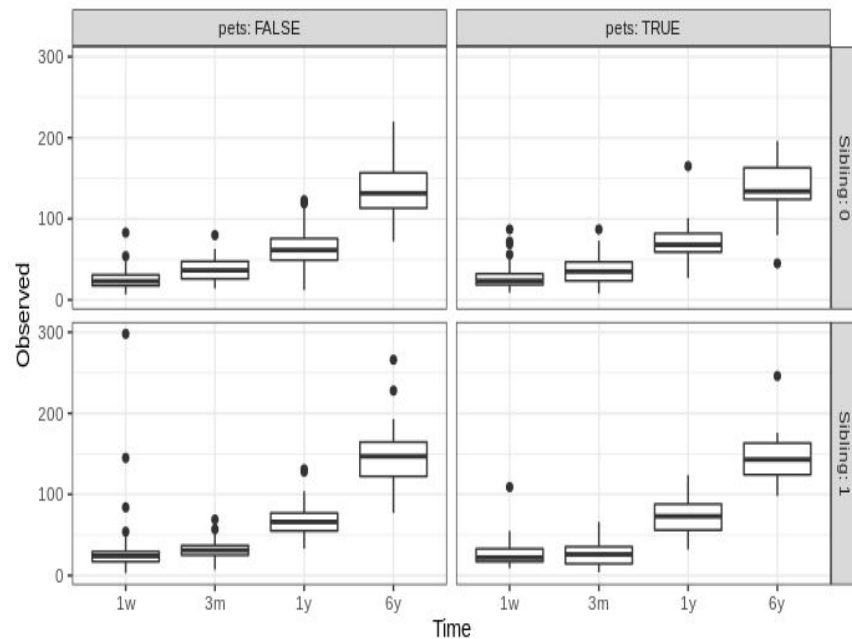 pets: FALSE
pets: TRUE
300
200
100
0
Sibling: 0
Observed
300
200
100
0
Sibling: 1
1w
3m
1y
6y
1w
3m
1y
6y
Time